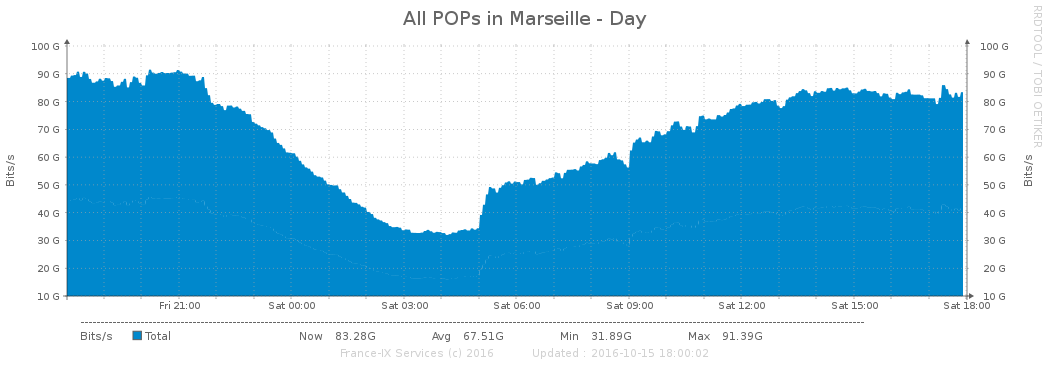 All POPs in Marseille - Day
RRDTOOL / TOBI OETIKER
Bits/s
100 G
90 G
80 G
70 G
60 G
50 G
40 G
30 G
20 G
10 G
100 G
90 G
80 G
70 G
60 G
50 G
40 G
30 G
20 G
10 G
Bits/s
Fri 21:00 Sat 00:00 Sat 03:00 Sat 06:00 Sat 09:00 Sat 12:00 Sat 15:00 Sat 18:00
Bits/s Total Now 83.28G Avg 67.51G Min 31.89G Max 91.39G
France-IX Services (c) 2016 Updated : 2016-10-15 18:00:02